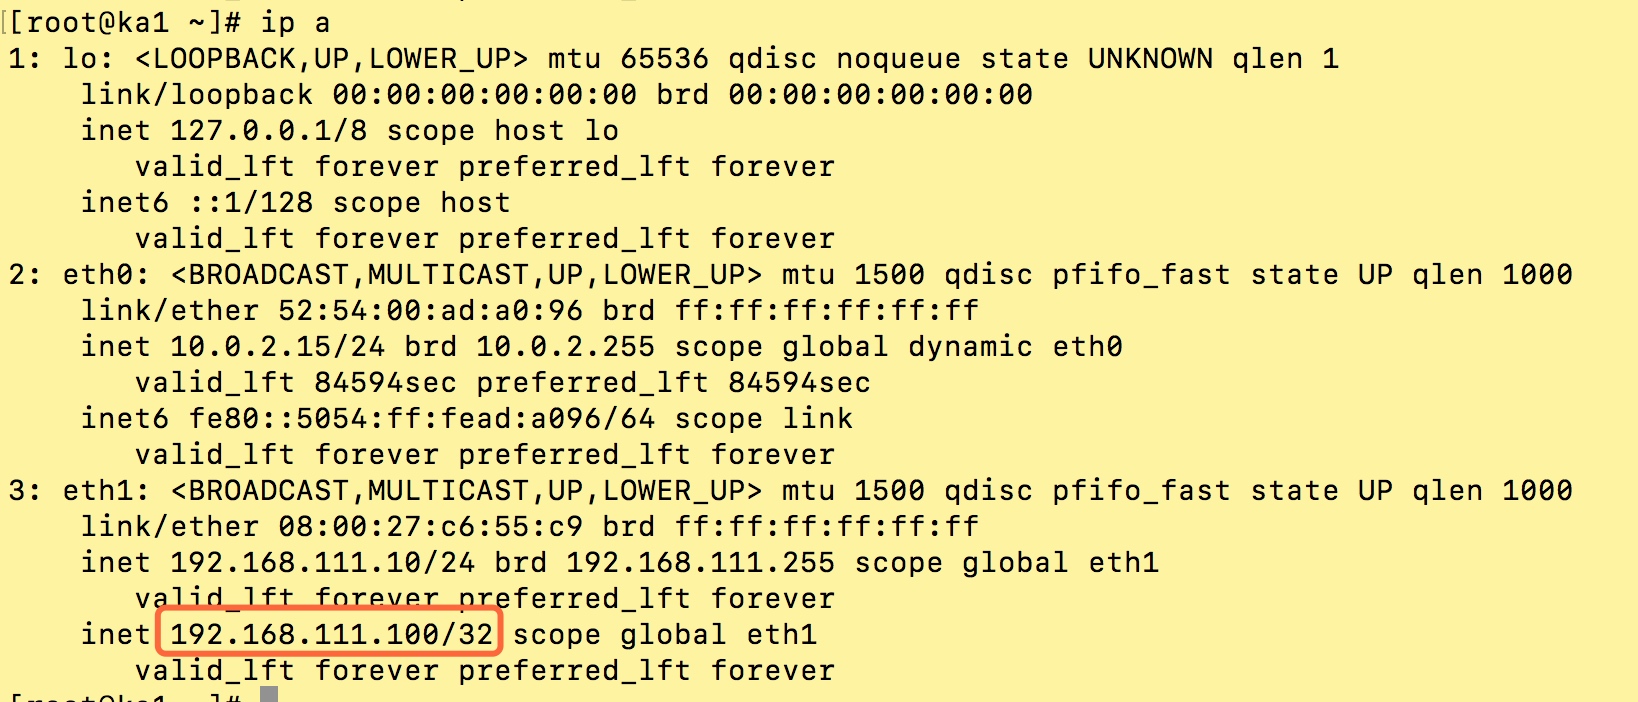 [[root@ka1 ~]# ip a
1: lo: <LOOPBACK,UP,LOWER_UP> mtu 65536 qdisc noqueue state UNKNOWN qlen 1
    link/loopback 00:00:00:00:00:00 brd 00:00:00:00:00:00
    inet 127.0.0.1/8 scope host lo
       valid_lft forever preferred_lft forever
    inet6 ::1/128 scope host
       valid_lft forever preferred_lft forever
2: eth0: <BROADCAST,MULTICAST,UP,LOWER_UP> mtu 1500 qdisc pfifo_fast state UP qlen 1000
    link/ether 52:54:00:ad:a0:96 brd ff:ff:ff:ff:ff:ff
    inet 10.0.2.15/24 brd 10.0.2.255 scope global dynamic eth0
       valid_lft 84594sec preferred_lft 84594sec
    inet6 fe80::5054:ff:fead:a096/64 scope link
       valid_lft forever preferred_lft forever
3: eth1: <BROADCAST,MULTICAST,UP,LOWER_UP> mtu 1500 qdisc pfifo_fast state UP qlen 1000
    link/ether 08:00:27:c6:55:c9 brd ff:ff:ff:ff:ff:ff
    inet 192.168.111.10/24 brd 192.168.111.255 scope global eth1
       valid_lft forever preferred_lft forever
    inet 192.168.111.100/32 scope global eth1
       valid_lft forever preferred_lft forever
[root@ka1 ~]#